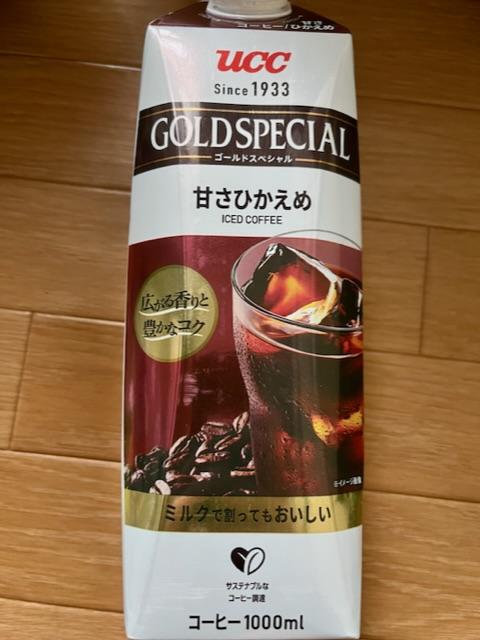 甘さ
コーヒー/ひかえめ
UCC
Since 1933
GOLD SPECIAL
ゴールドスペシャル
甘さひかえめ
ICED COFFEE
広がる香りと
豊かなコク
※イメージ画像
ミルクで割ってもおいしい
サステナブルな
コーヒー調達
コーヒー1000ml